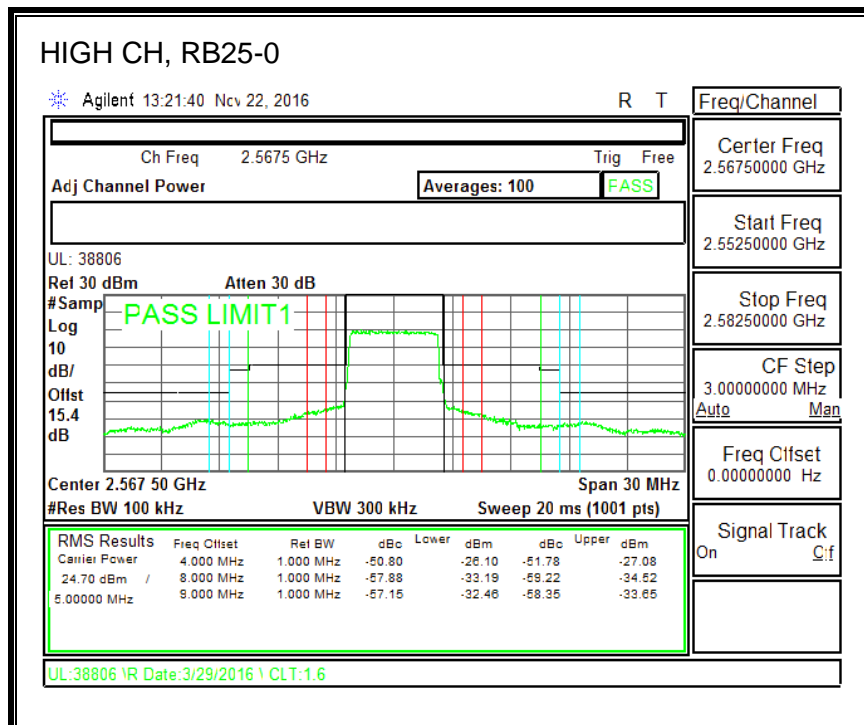 HIGH CH, RB25-0
Agilent 13:21:40 Nov 22, 2016 R T
Freq/Channel
Ch Freq 2.5675 GHz Trig Free
Adj Channel Power Averages: 100 PASS
Center Freq
2.56750000 GHz
Start Freq
2.55250000 GHz
Stop Freq
2.58250000 GHz
CF Step
3.00000000 MHz
Auto Man
Freq Offset
0.00000000 Hz
Signal Track
On Off
UL: 38806
Ref 30 dBm Atten 30 dB
#Samp
Log
10
dB/
Offst
15.4
dB
PASS LIMIT1
Center 2.567 50 GHz Span 30 MHz
#Res BW 100 kHz VBW 300 kHz Sweep 20 ms (1001 pts)
RMS Results Freq Offset Ref BW dBc Lower dBm dBc Upper dBm
Carrier Power 4.000 MHz 1.000 MHz -50.80 -26.10 -51.78 -27.08
24.70 dBm / 8.000 MHz 1.000 MHz -57.88 -33.19 -59.22 -34.52
5.00000 MHz 9.000 MHz 1.000 MHz -57.15 -32.46 -58.35 -33.65
UL:38806 \R Date:3/29/2016 \ CLT:1.6